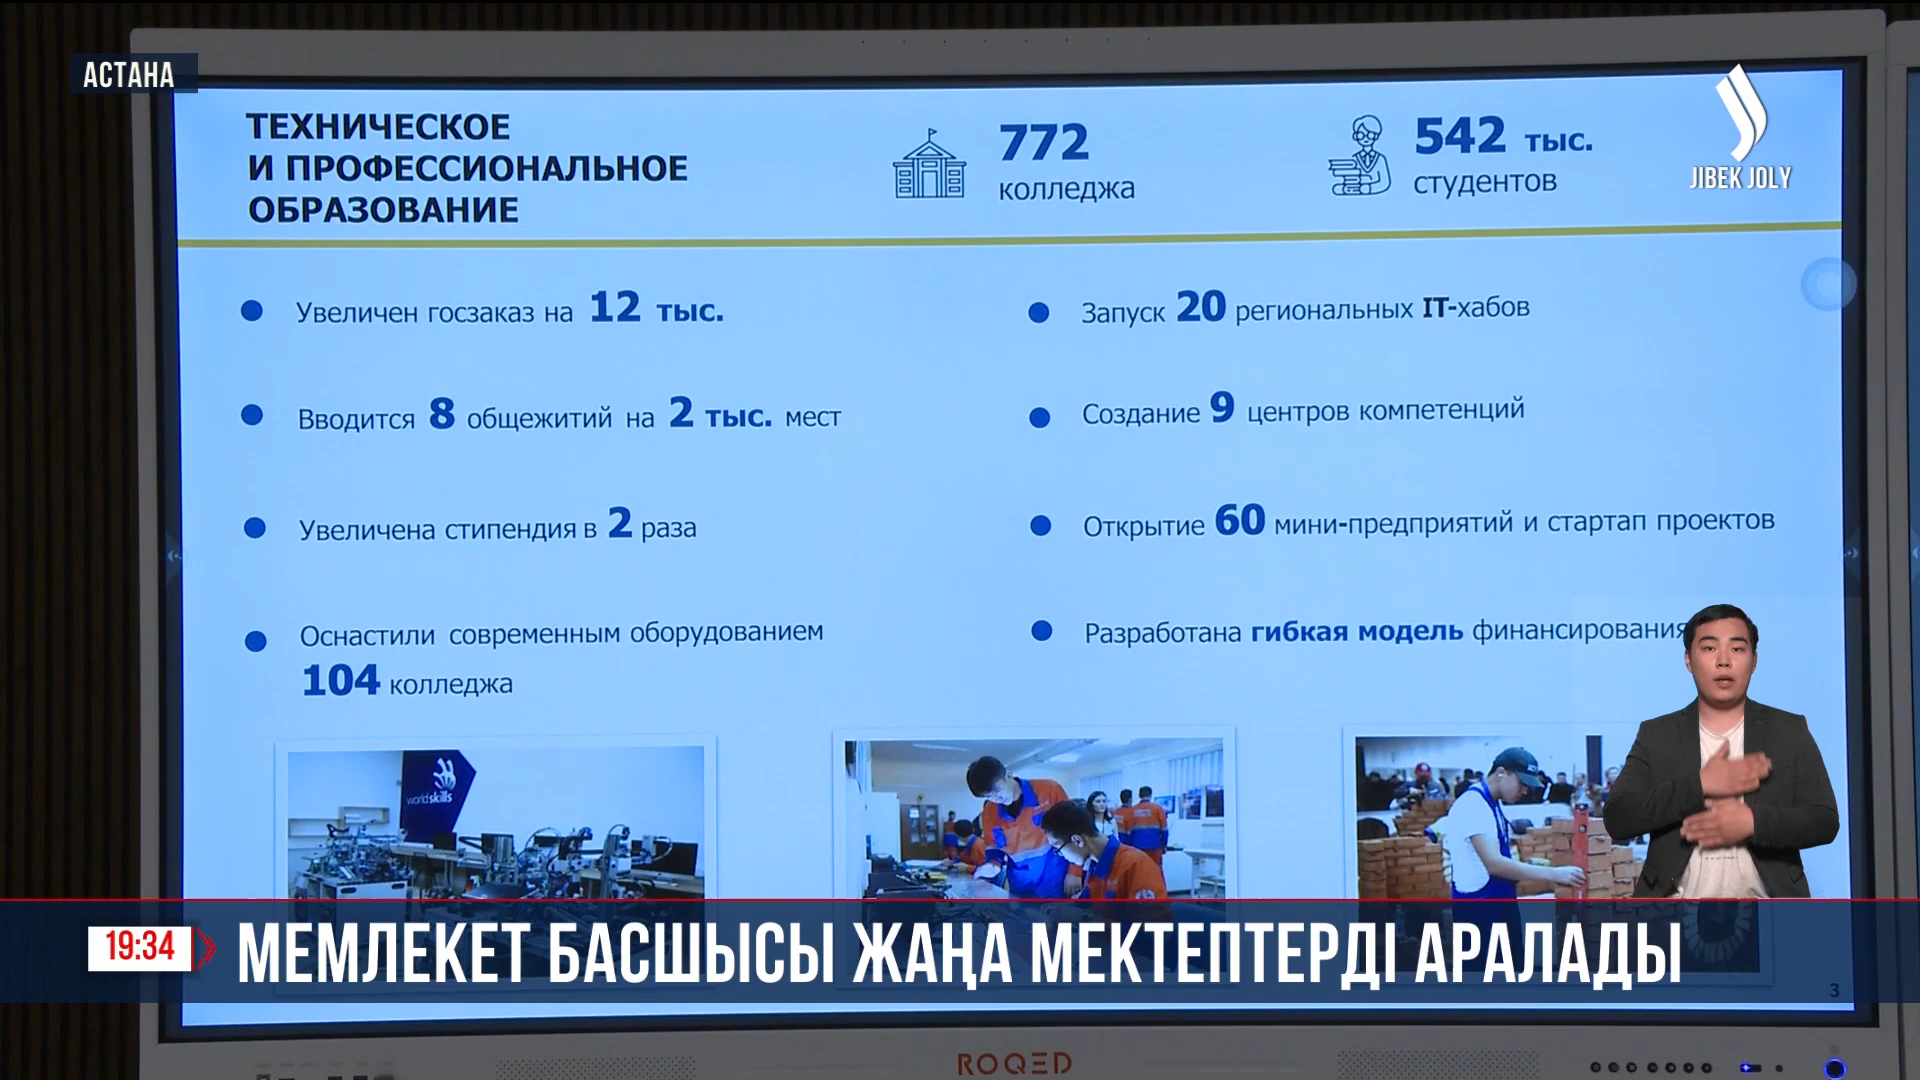 АСТАНА
ТЕХНИЧЕСКОЕ
И ПРОФЕССИОНАЛЬНОЕ
ОБРАЗОВАНИЕ
772
колледжа
542 тыс.
студентов
JIBEK JOLY
Увеличен госзаказ на 12 тыс.
Вводится 8 общежитий на 2 тыс. мест
Увеличена стипендия в 2 раза
Оснастили современным оборудованием
104 колледжа
Запуск 20 региональных IT-хабов
Создание 9 центров компетенций
Открытие 60 мини-предприятий и стартап проектов
Разработана гибкая модель финансирования
worldskills
19:34
МЕМЛЕКЕТ БАСШЫСЫ ЖАҢА МЕКТЕПТЕРДІ АРАЛАДЫ
3
ROQED